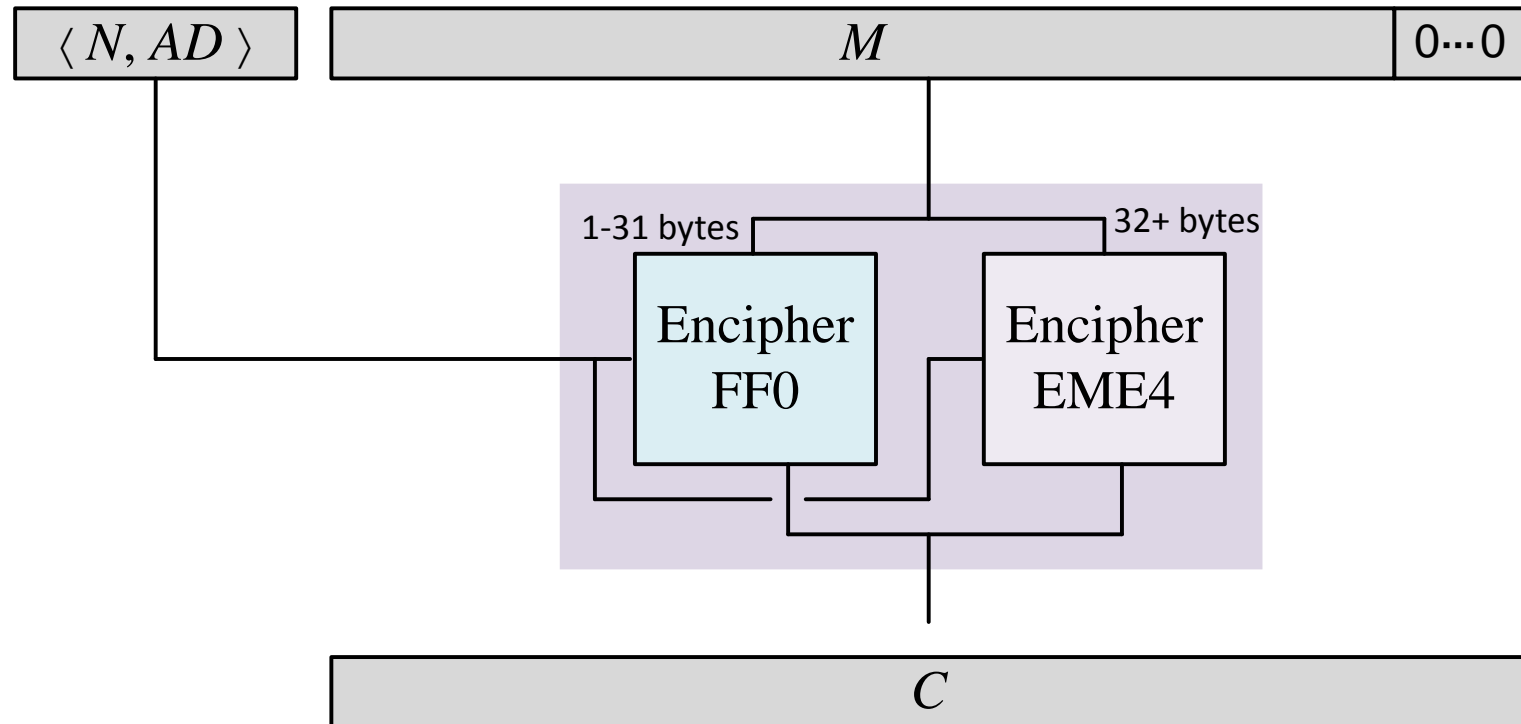 ⟨ N, AD ⟩
M
0···0
1-31 bytes
32+ bytes
Encipher
FF0
Encipher
EME4
C